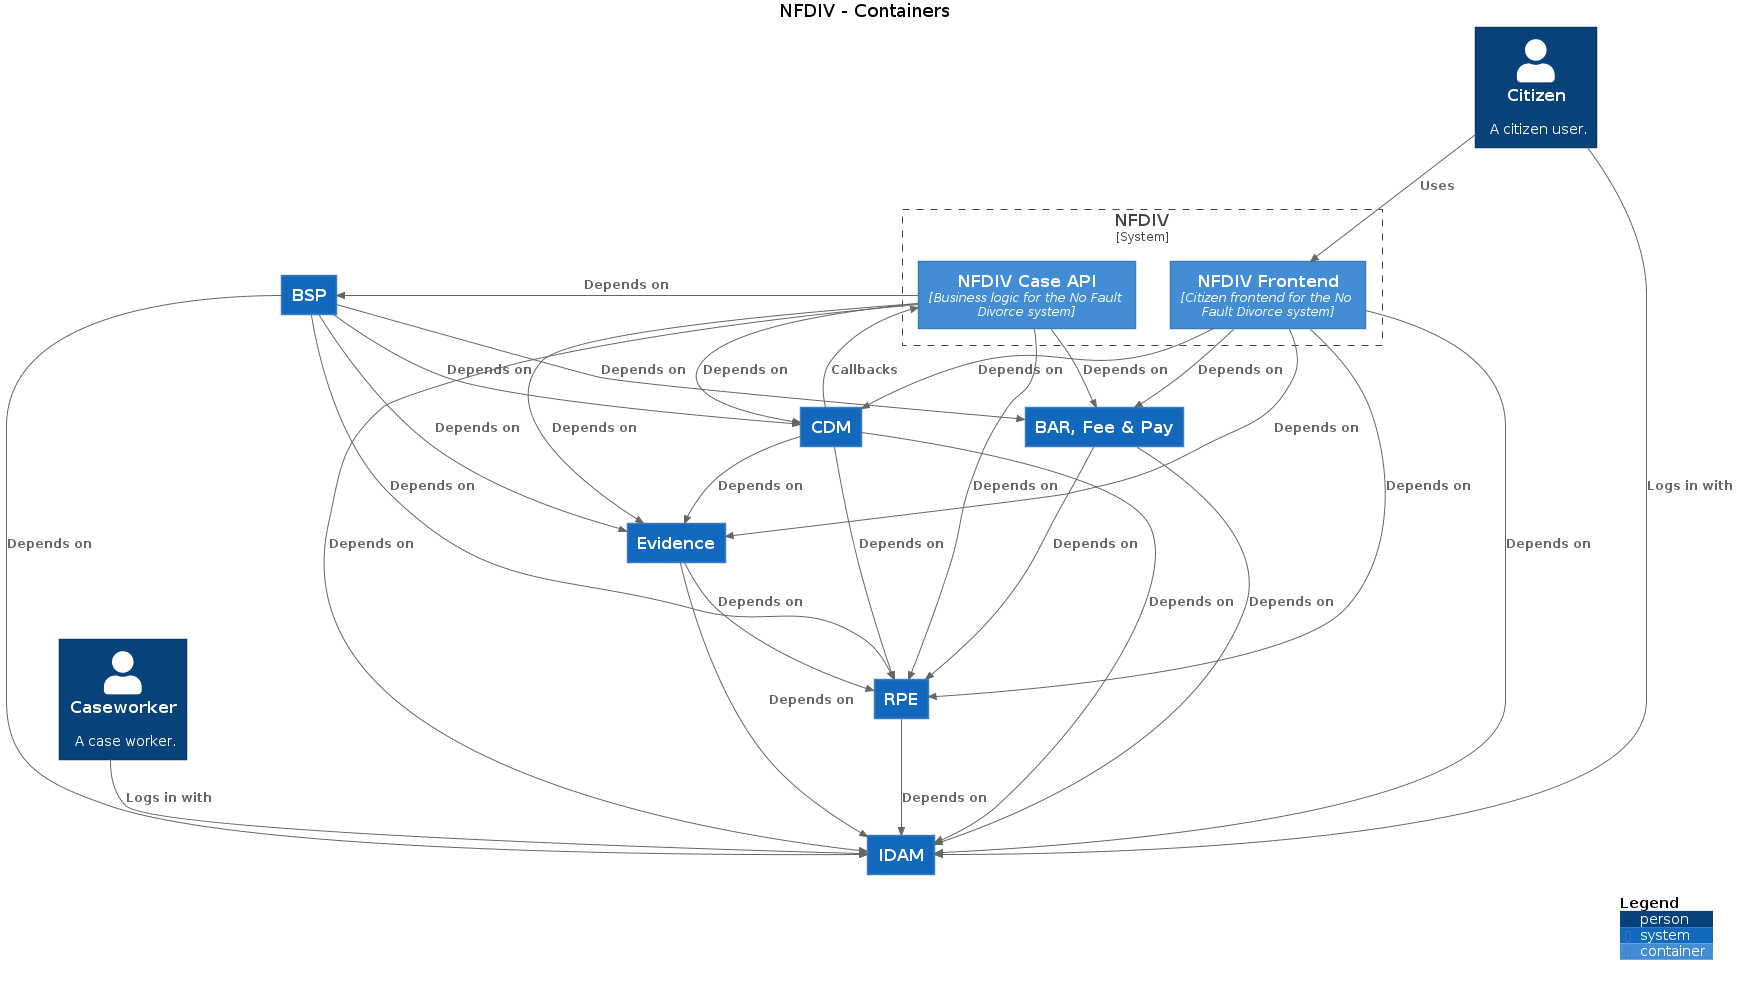 NFDIV - Containers
Citizen
A citizen user.
Uses
NFDIV
[System]
NFDIV Case API
[Business logic for the No Fault
Divorce system]
NFDIV Frontend
[Citizen frontend for the No
Fault Divorce system]
Depends on
BSP
Depends on
Depends on
Depends on
Callbacks
Depends on
Depends on
Depends on
CDM
BAR, Fee & Pay
Depends on
Depends on
Depends on
Depends on
Depends on
Depends on
Depends on
Logs in with
Evidence
Depends on
Depends on
Depends on
Depends on
Depends on
Depends on
Depends on
Depends on
Caseworker
A case worker.
Depends on
RPE
Logs in with
Depends on
IDAM
Legend
person
system
container